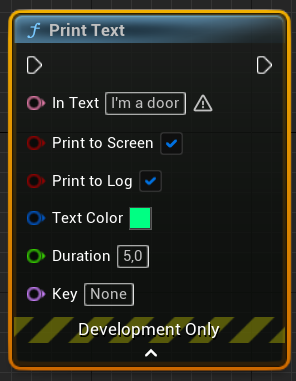 f Print Text
In Text I'm a door
Print to Screen
Print to Log
Text Color
Duration 5,0
Key None
Development Only